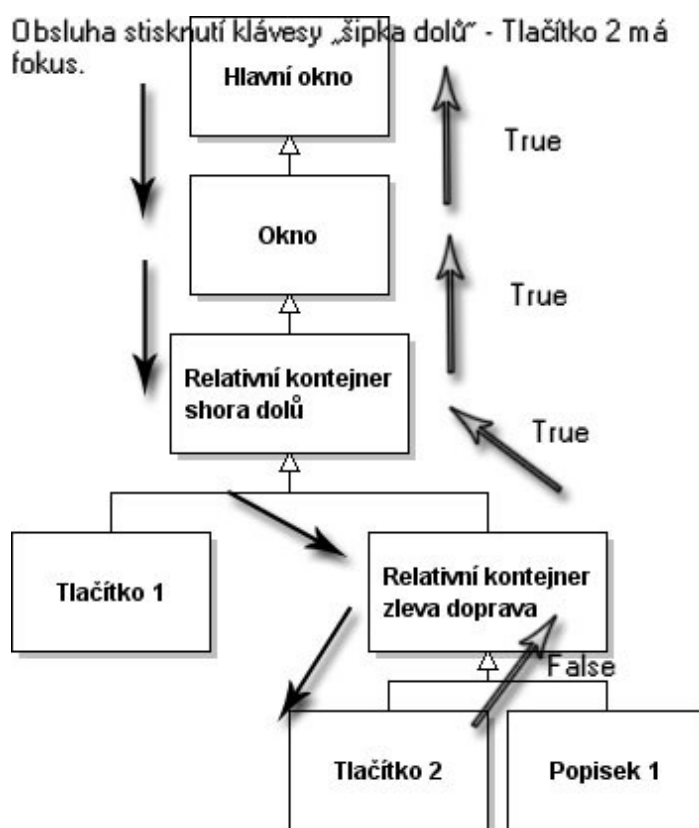 Obsluha stisknutí klávesy „šipka dolů“ - Tlačítko 2 má
fokus.
Hlavní okno
True
Okno
True
Relativní kontejner
shora dolů
True
Tlačítko 1
Relativní kontejner
zleva doprava
False
Tlačítko 2
Popisek 1